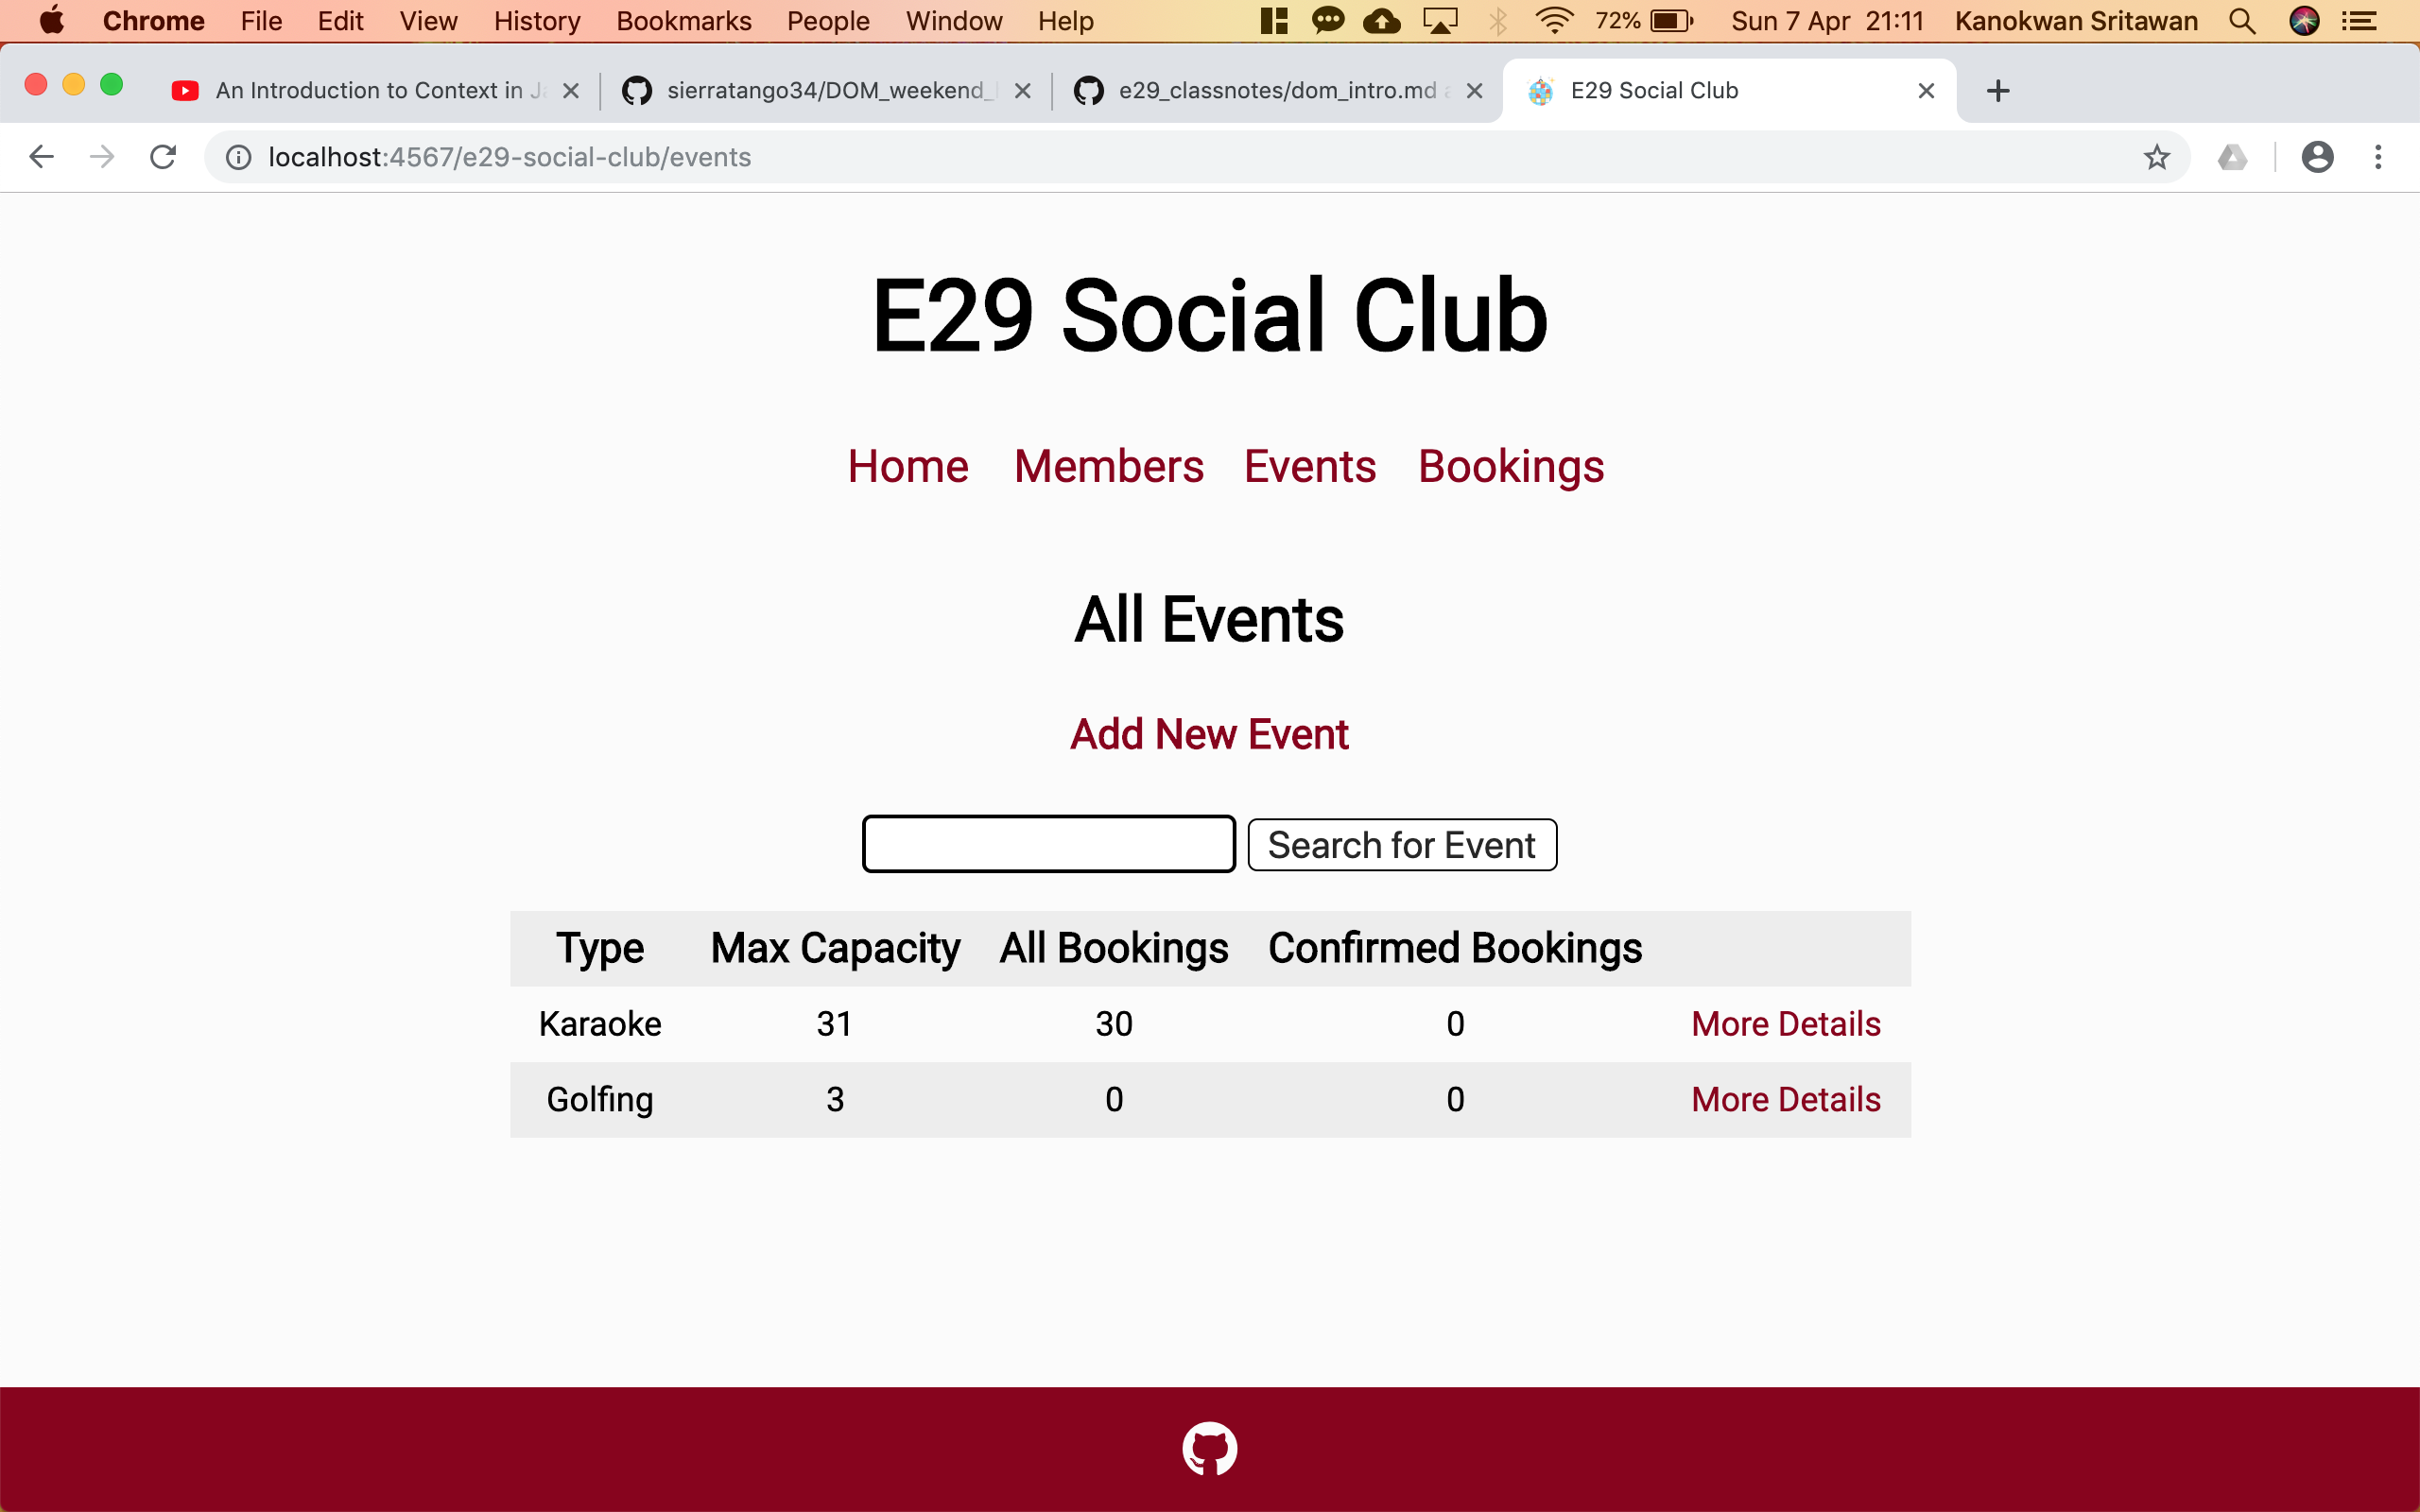 Chrome File Edit View History Bookmarks People Window Help 72% Sun 7 Apr 21:11 Kanokwan Sritawan
An Introduction to Context in sierratango34/DOM_weekend_ e29_classnotes/dom_intro.md E29 Social Club
localhost:4567/e29-social-club/events
E29 Social Club
Home Members Events Bookings
All Events
Add New Event
Search for Event
Type Max Capacity All Bookings Confirmed Bookings
Karaoke 31 30 0 More Details
Golfing 3 0 0 More Details